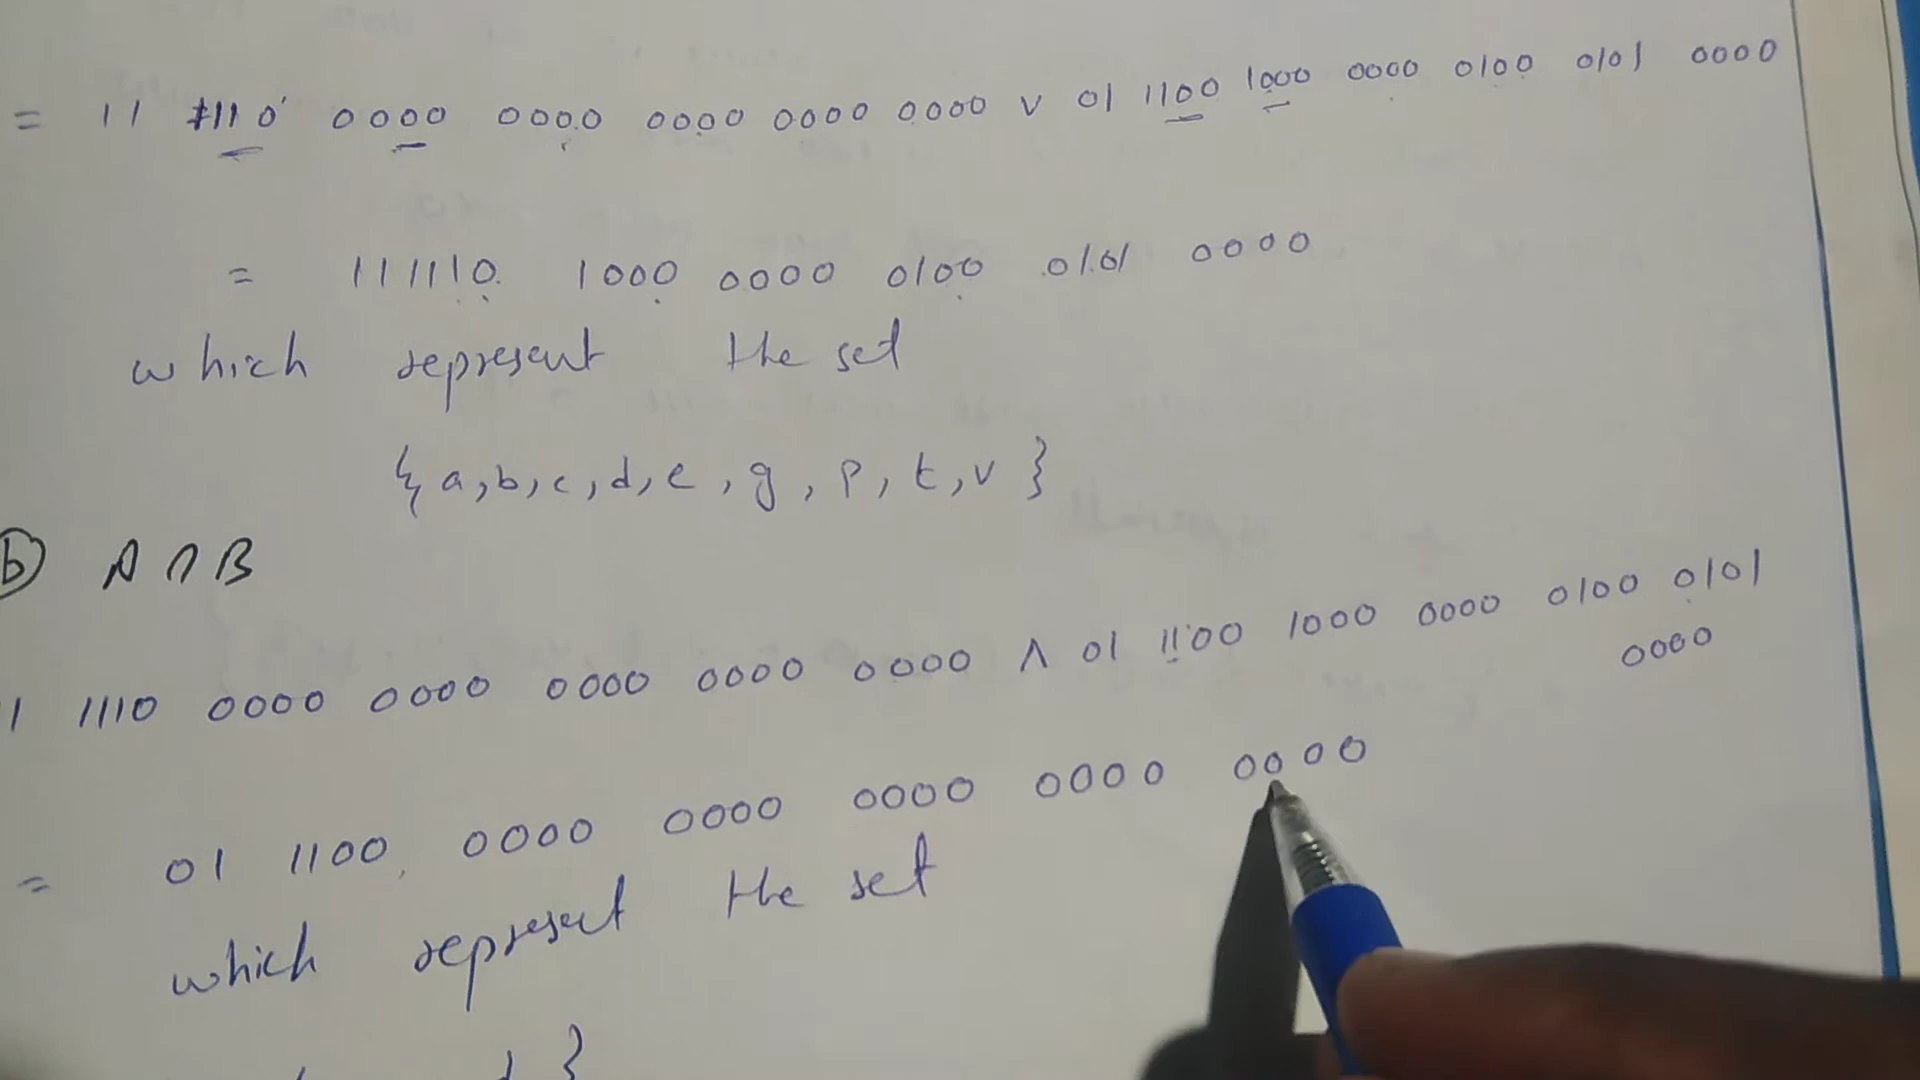 = 11 1110 0000 0000 0000 0000 0000 v 01 1100 1000 0000 0100 0101 0000
= 111110 1000 0000 0100 0101 0000
which represent the set
{a,b,c,d,e,g,p,t,v}
b) A∩B
1 1110 0000 0000 0000 0000 0000 ∧ 01 1100 1000 0000 0100 0101
0000
= 01 1100 0000 0000 0000 0000 0000
which represent the set
}